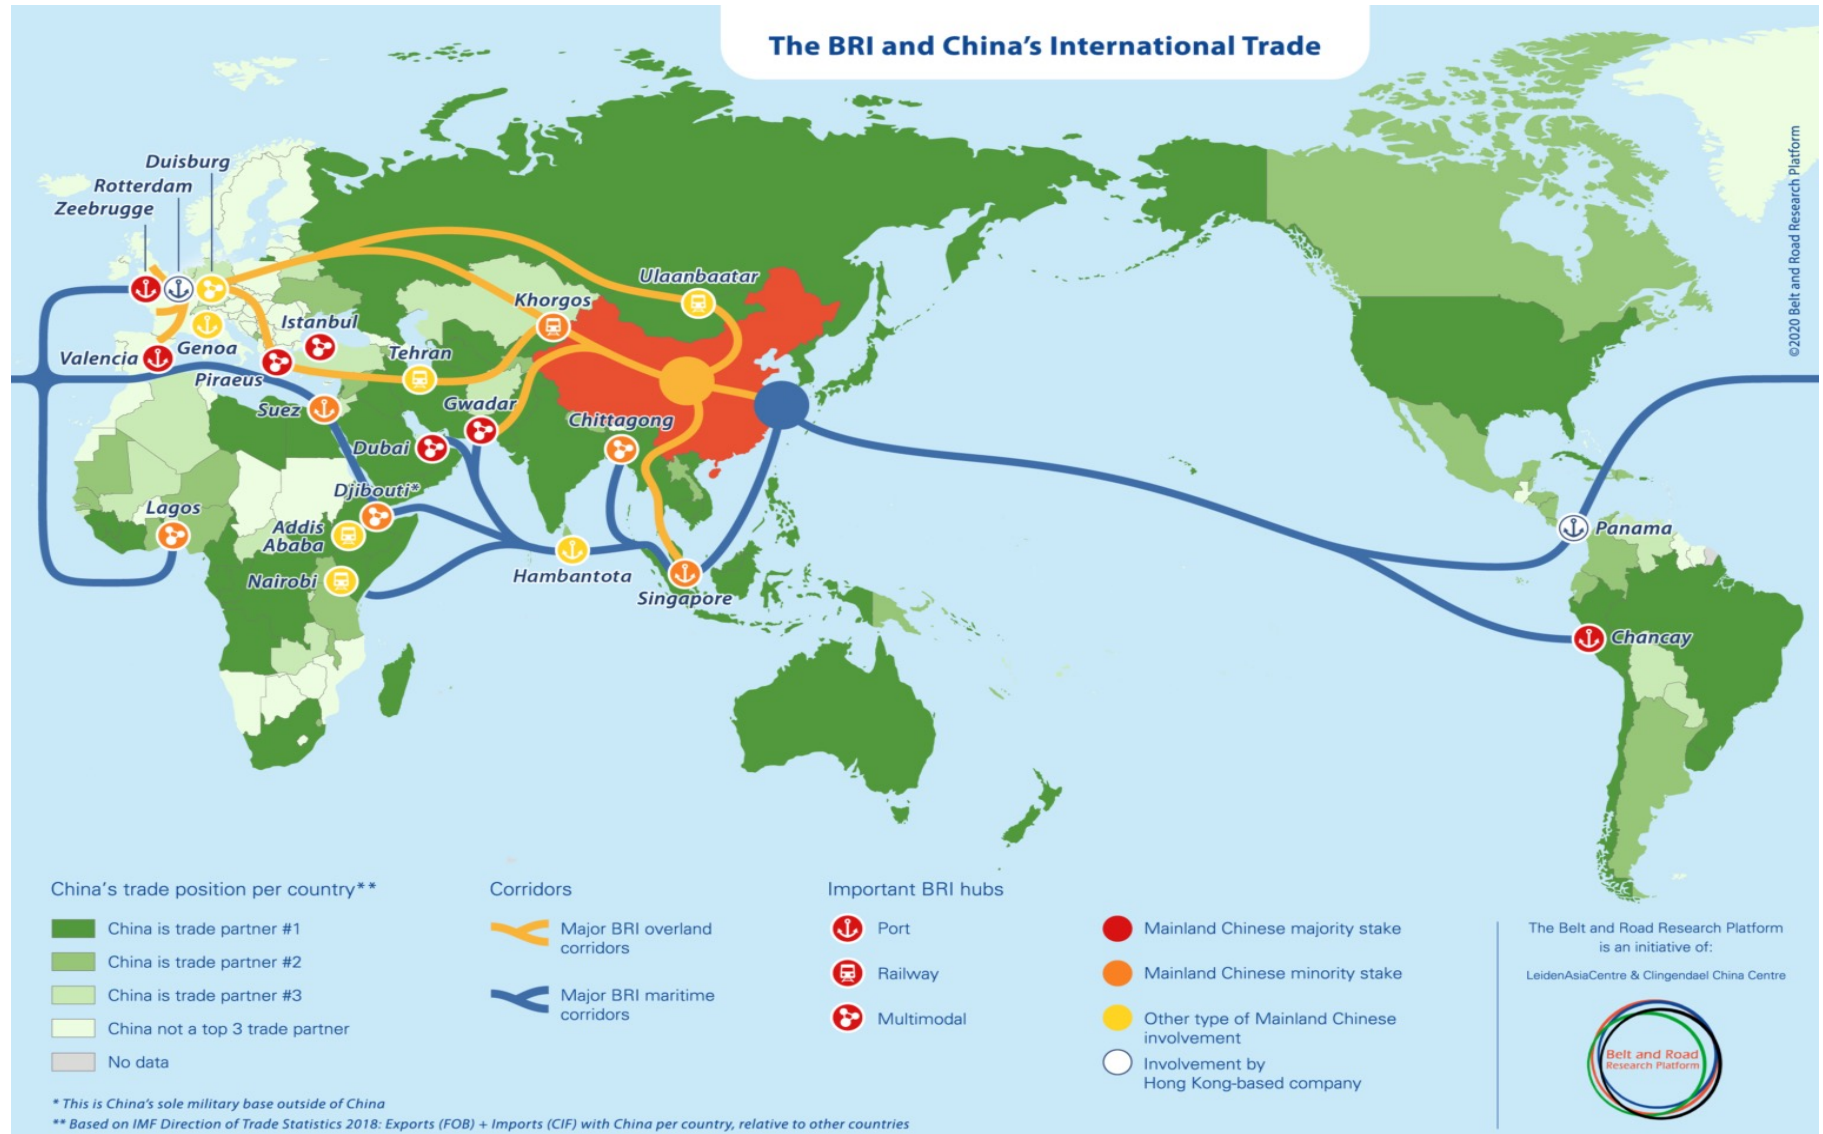 The BRI and China's International Trade
©2020 Belt and Road Research Platform
Duisburg
Rotterdam
Zeebrugge
Ulaanbaatar
Khorgos
Istanbul
Genoa
Valencia
Tehran
Piraeus
Gwadar
Suez
Chittagong
Dubai
Djibouti*
Lagos
Addis
Ababa
Panama
Nairobi
Hambantota
Singapore
Chancay
China's trade position per country**
China is trade partner #1
China is trade partner #2
China is trade partner #3
China not a top 3 trade partner
No data
Corridors
Major BRI overland
corridors
Major BRI maritime
corridors
Important BRI hubs
Port
Railway
Multimodal
Mainland Chinese majority stake
Mainland Chinese minority stake
Other type of Mainland Chinese
involvement
Involvement by
Hong Kong-based company
The Belt and Road Research Platform
is an initiative of:
LeidenAsiaCentre & Clingendael China Centre
Belt and Road
Research Platform
* This is China's sole military base outside of China
** Based on IMF Direction of Trade Statistics 2018: Exports (FOB) + Imports (CIF) with China per country, relative to other countries